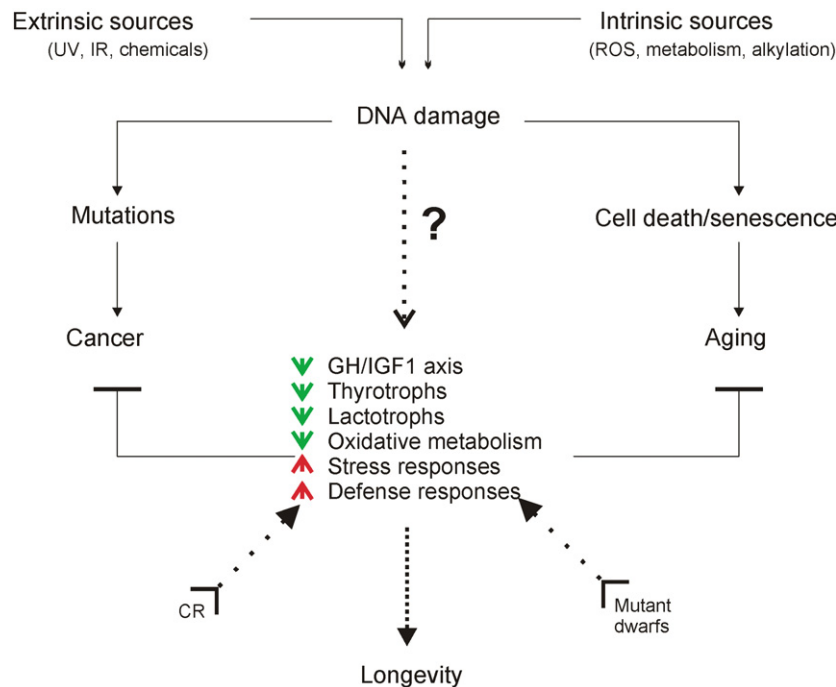 Extrinsic sources
(UV, IR, chemicals)
Intrinsic sources
(ROS, metabolism, alkylation)
DNA damage
?
Mutations
Cell death/senescence
Cancer
Aging
GH/IGF1 axis
Thyrotrophs
Lactotrophs
Oxidative metabolism
Stress responses
Defense responses
CR
Mutant
dwarfs
Longevity